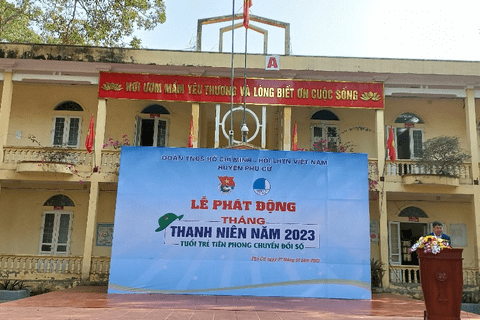 A
NƠI ƯƠM MẦM YÊU THƯƠNG VÀ LÒNG BIẾT ƠN CUỘC SỐNG
ĐOÀN TNCS HỒ CHÍ MINH - HỘI LHTN VIỆT NAM
HUYỆN PHÙ CỪ
LỄ PHÁT ĐỘNG
THÁNG
THANH NIÊN NĂM 2023
TUỔI TRẺ TIÊN PHONG CHUYỂN ĐỔI SỐ